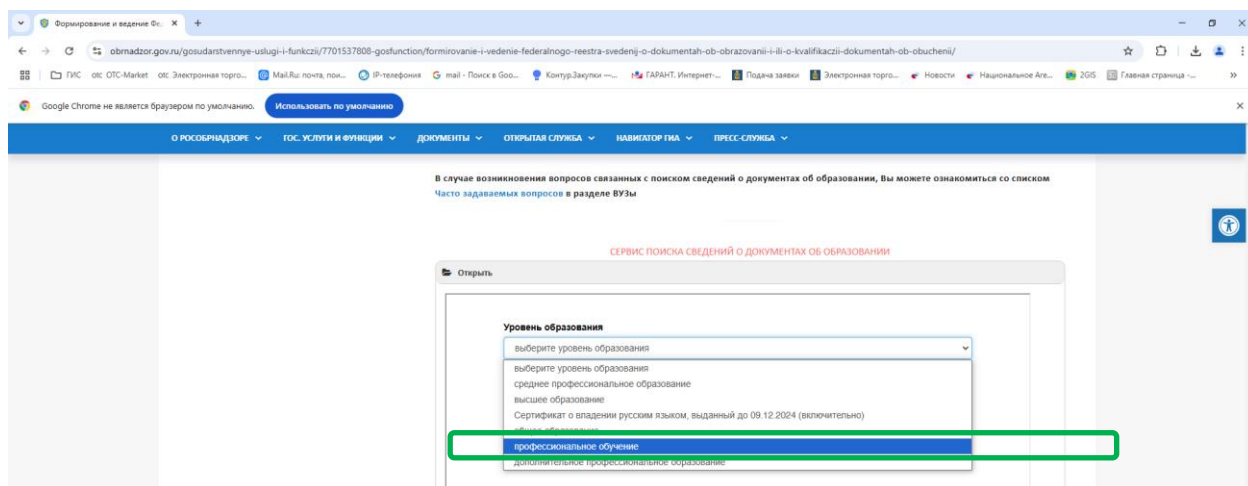 Формирование и ведение Фе
obrnadzor.gov.ru/gosudarstvennye-uslugi-i-funkczii/7701537808-gosfunction/formirovanie-i-vedenie-federalnogo-reestra-svedenij-o-dokumentah-ob-obrazovanii-i-ili-o-kvalifikaczii-dokumentah-ob-obuchenii/
ГИС отс OTC-Market отс Электронная торго... Mail.Ru: почта, пои... IP-телефония mail - Поиск в Goo... Контур.Закупки —... ГАРАНТ. Интернет-... Подача заявки Электронная торго... Новости Национальное Аге... 2GIS Главная страница -... »
Google Chrome не является браузером по умолчанию. Использовать по умолчанию
О РОСОБРНАДЗОРЕ ГОС. УСЛУГИ И ФУНКЦИИ ДОКУМЕНТЫ ОТКРЫТАЯ СЛУЖБА НАВИГАТОР ГИА ПРЕСС-СЛУЖБА
В случае возникновения вопросов связанных с поиском сведений о документах об образовании, Вы можете ознакомиться со списком
Часто задаваемых вопросов в разделе ВУЗы
СЕРВИС ПОИСКА СВЕДЕНИЙ О ДОКУМЕНТАХ ОБ ОБРАЗОВАНИИ
Открыть
Уровень образования
выберите уровень образования
выберите уровень образования
среднее профессиональное образование
высшее образование
Сертификат о владении русским языком, выданный до 09.12.2024 (включительно)
общее образование
профессиональное обучение
дополнительное профессиональное образование